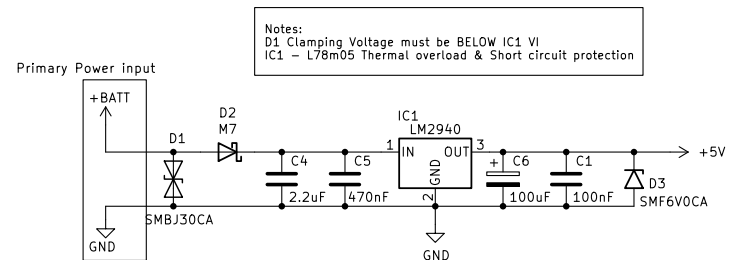 Notes:
D1 Clamping Voltage must be BELOW IC1 VI
IC1 - L78m05 Thermal overload & Short circuit protection
Primary Power input
+BATT
D1
SMBJ30CA
GND
D2
M7
C4
2.2uF
C5
470nF
IC1
LM2940
1
IN
OUT
3
GND
2
GND
+
C6
100uF
C1
100nF
D3
SMF6V0CA
+5V